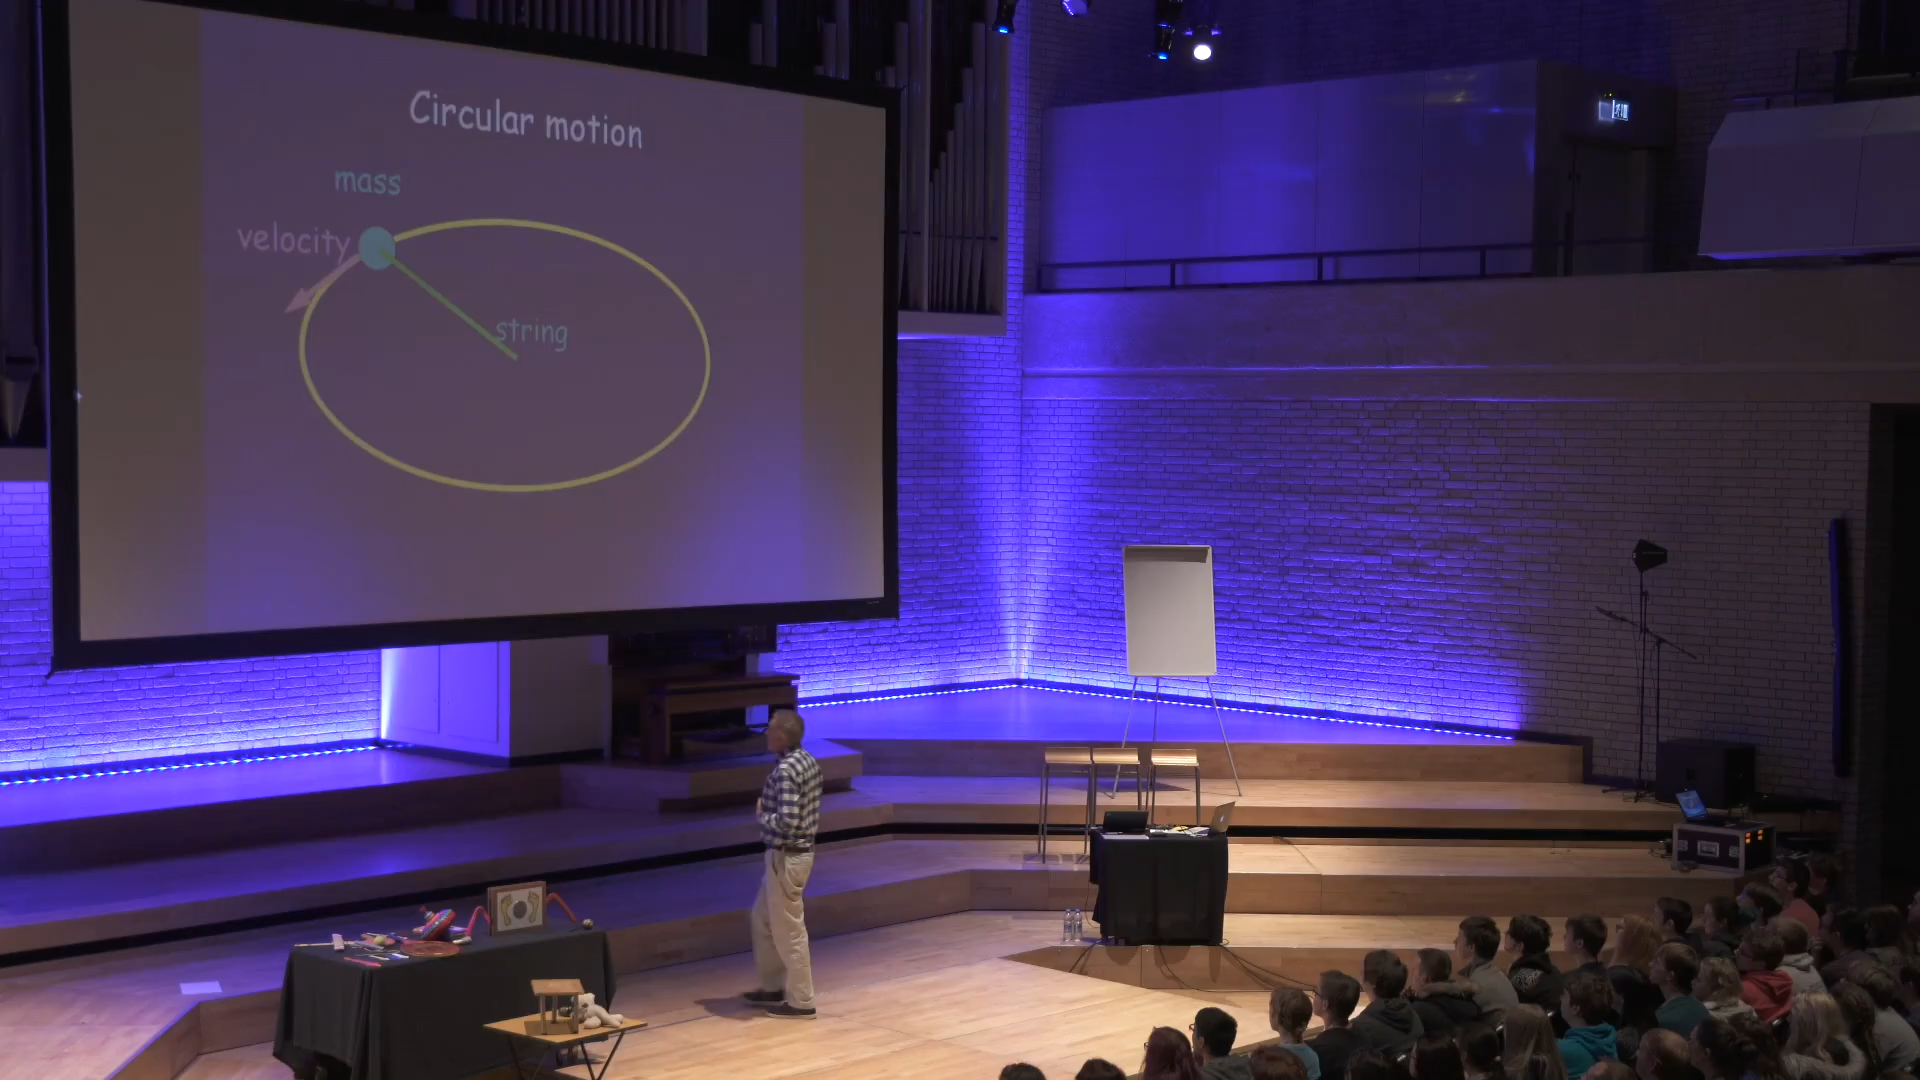 Circular motion
mass
velocity
string